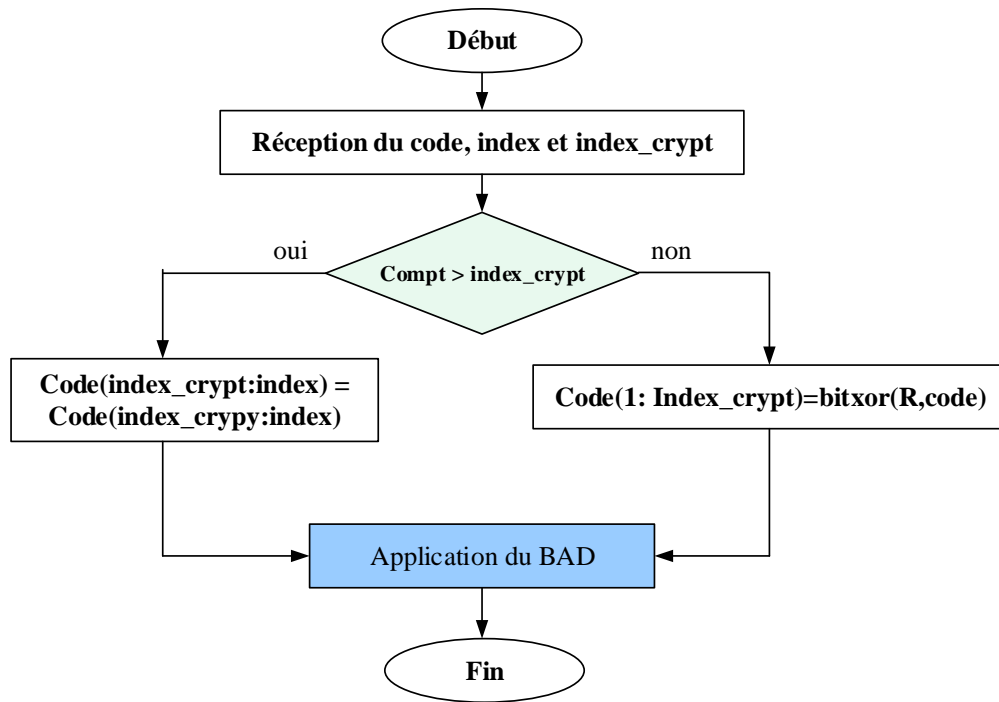 Début
Réception du code, index et index_crypt
oui
non
Compt > index_crypt
Code(index_crypt:index) =
Code(index_crypy:index)
Code(1: Index_crypt)=bitxor(R,code)
Application du BAD
Fin